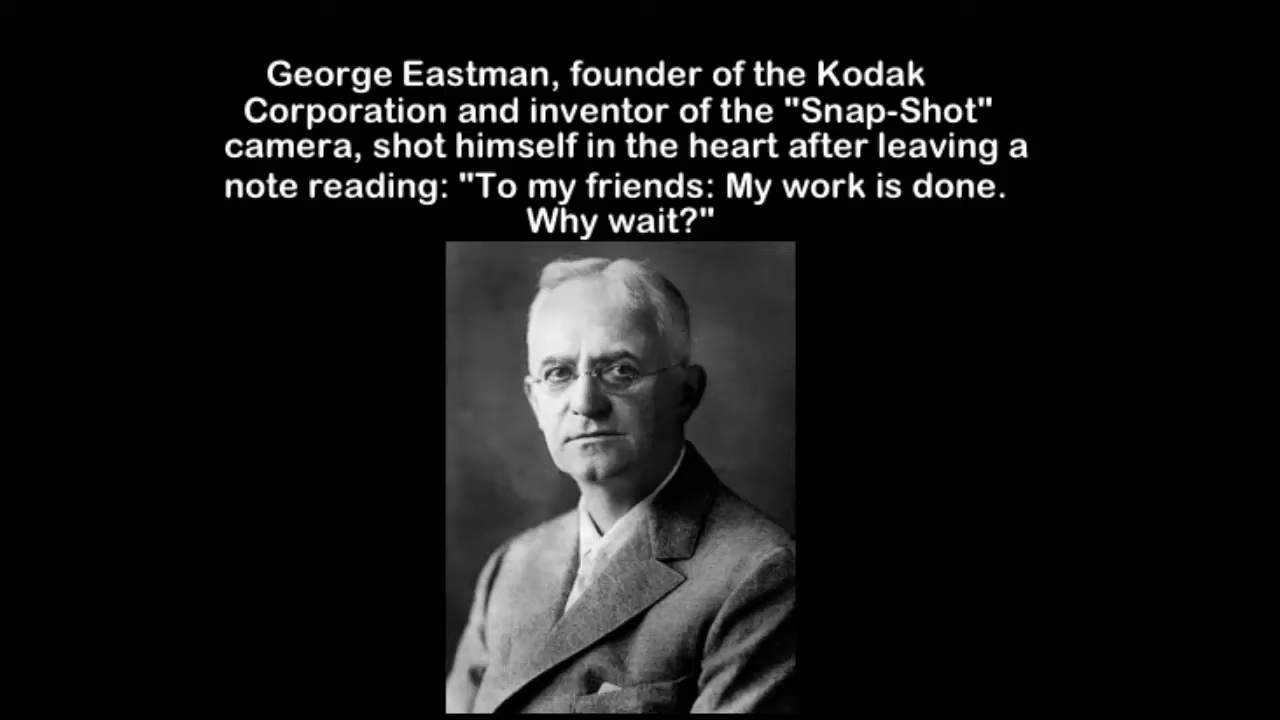 George Eastman, founder of the Kodak
Corporation and inventor of the "Snap-Shot"
camera, shot himself in the heart after leaving a
note reading: "To my friends: My work is done.
Why wait?"